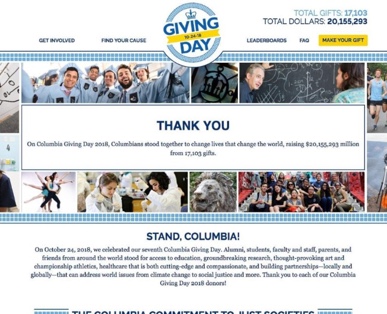 TOTAL GIFTS: 17,103
TOTAL DOLLARS: 20,155,293
GIVING
10.24.18
DAY
GET INVOLVED
FIND YOUR CAUSE
LEADERBOARDS
FAQ
MAKE YOUR GIFT
THANK YOU
On Columbia Giving Day 2018, Columbians stood together to change lives that change the world, raising $20,155,293 million
from 17,103 gifts.
STAND, COLUMBIA!
On October 24, 2018, we celebrated our seventh Columbia Giving Day. Alumni, students, faculty and staff, parents, and
friends from around the world stood for access to education, groundbreaking research, thought-provoking art and
championship athletics, healthcare that is both cutting-edge and compassionate, and building partnerships—locally and
globally—that can address world issues from climate change to social justice and more. Thank you to each of our Columbia
Giving Day 2018 donors!
THE COLUMBIA COMMITMENT TO JUST SOCIETIES